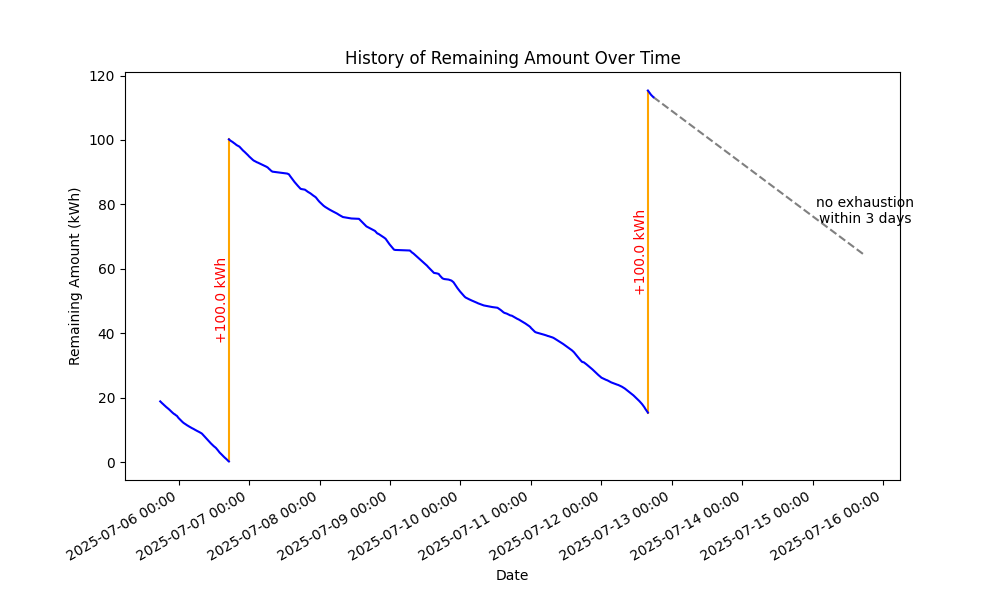 History of Remaining Amount Over Time
Remaining Amount (kWh)
120
100
80
60
40
20
0
+100.0 kWh
+100.0 kWh
no exhaustion
within 3 days
2025-07-06 00:00
2025-07-07 00:00
2025-07-08 00:00
2025-07-09 00:00
2025-07-10 00:00
2025-07-11 00:00
2025-07-12 00:00
2025-07-13 00:00
2025-07-14 00:00
2025-07-15 00:00
2025-07-16 00:00
Date